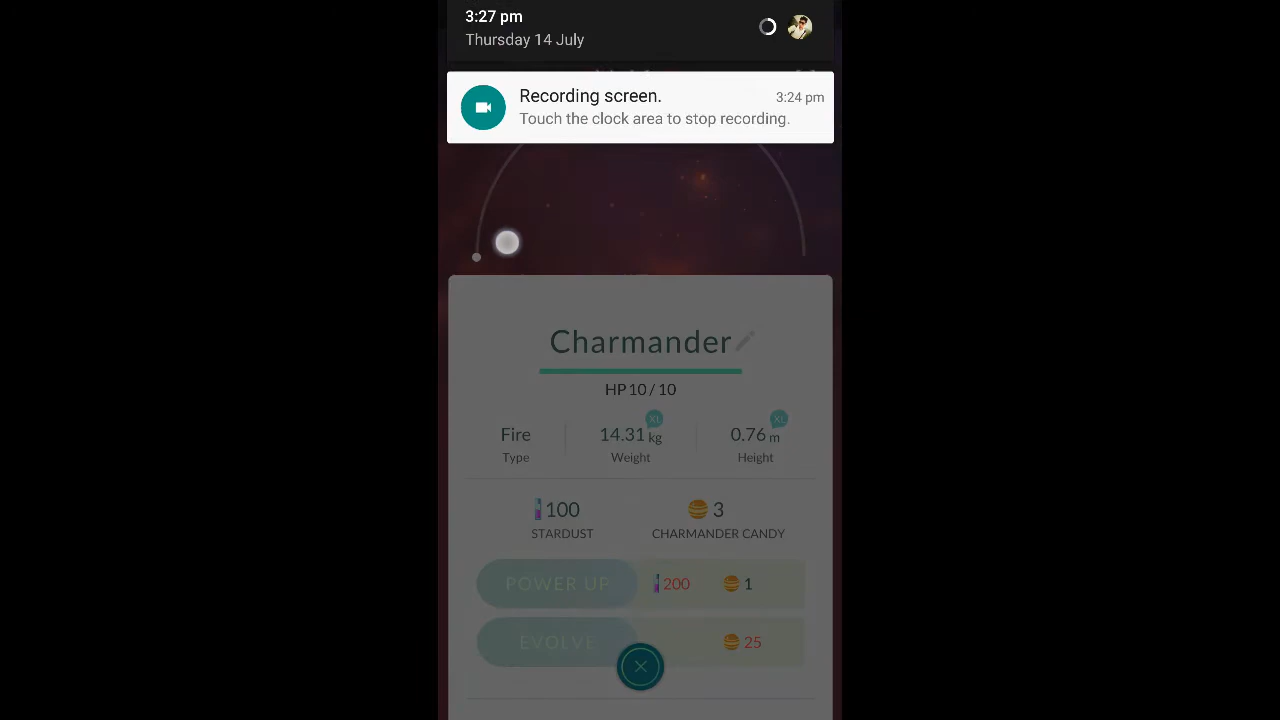 3:27 pm
Thursday 14 July
Recording screen.
3:24 pm
Touch the clock area to stop recording.
Charmander
HP 10 / 10
Fire
14.31 kg
XL
0.76 m
XL
Type
Weight
Height
100
3
STARDUST
CHARMANDER CANDY
POWER UP
200
1
EVOLVE
25